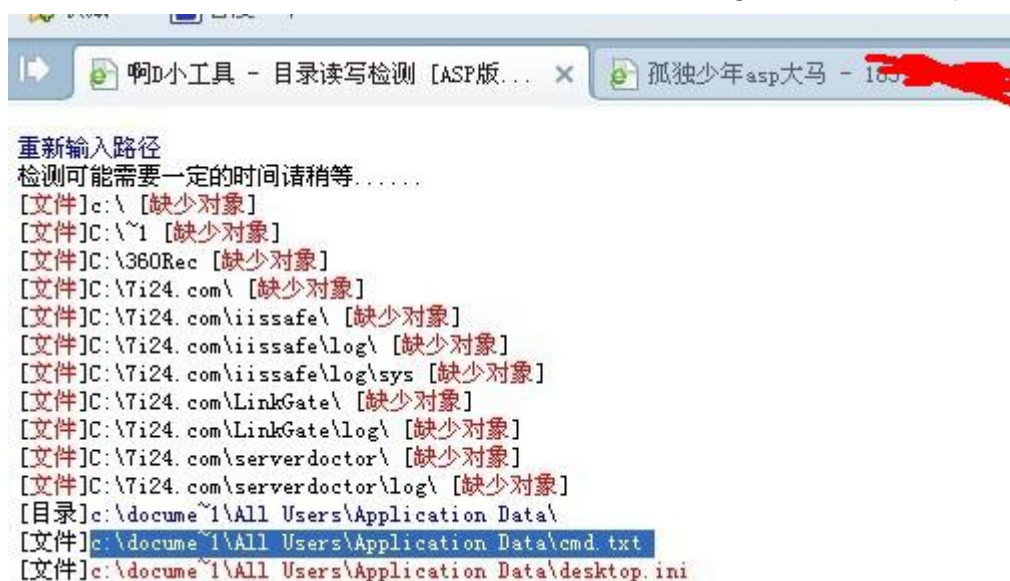 啊D小工具 - 目录读写检测 [ASP版...
孤独少年asp大马 -
重新输入路径
检测可能需要一定的时间请稍等......
[文件]c:\ [缺少对象]
[文件]C:\~1 [缺少对象]
[文件]C:\360Rec [缺少对象]
[文件]C:\7i24.com\ [缺少对象]
[文件]C:\7i24.com\iissafe\ [缺少对象]
[文件]C:\7i24.com\iissafe\log\ [缺少对象]
[文件]C:\7i24.com\iissafe\log\sys [缺少对象]
[文件]C:\7i24.com\LinkGate\ [缺少对象]
[文件]C:\7i24.com\LinkGate\log\ [缺少对象]
[文件]C:\7i24.com\serverdoctor\ [缺少对象]
[文件]C:\7i24.com\serverdoctor\log\ [缺少对象]
[目录]c:\docume~1\All Users\Application Data\
[文件]c:\docume~1\All Users\Application Data\cmd.txt
[文件]c:\docume~1\All Users\Application Data\desktop.ini